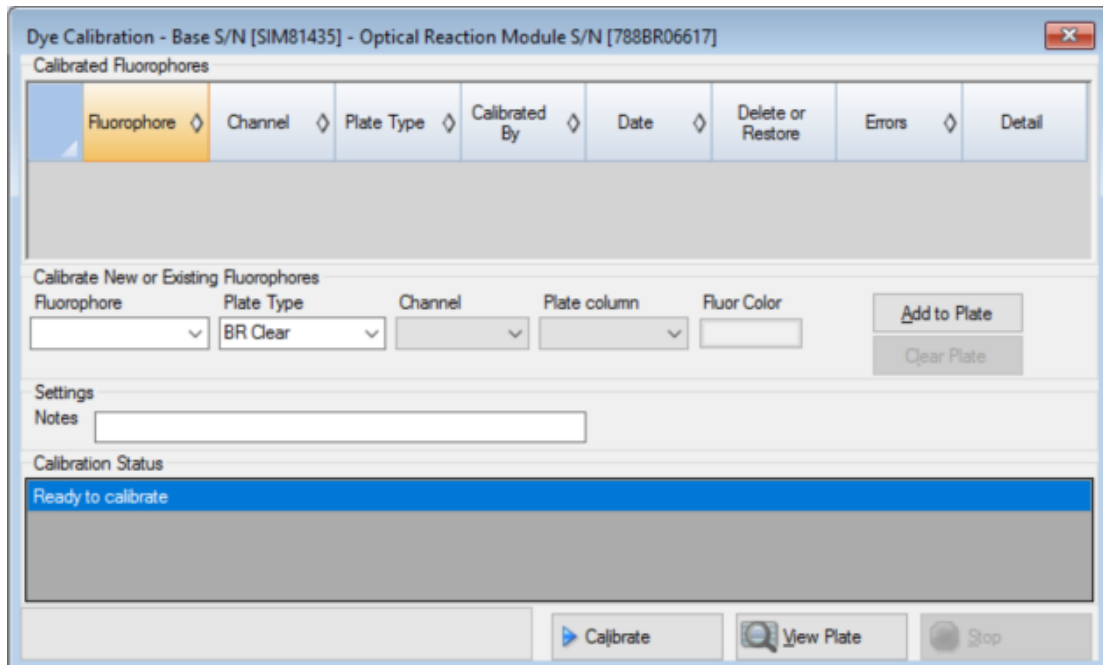 Dye Calibration - Base S/N [SIM81435] - Optical Reaction Module S/N [788BR06617]
Calibrated Fluorophores
Fluorophore Channel Plate Type Calibrated By Date Delete or Restore Errors Detail
Calibrate New or Existing Fluorophores
Fluorophore Plate Type Channel Plate column Fluor Color
BR Clear
Add to Plate
Clear Plate
Settings
Notes
Calibration Status
Ready to calibrate
Calibrate View Plate Stop